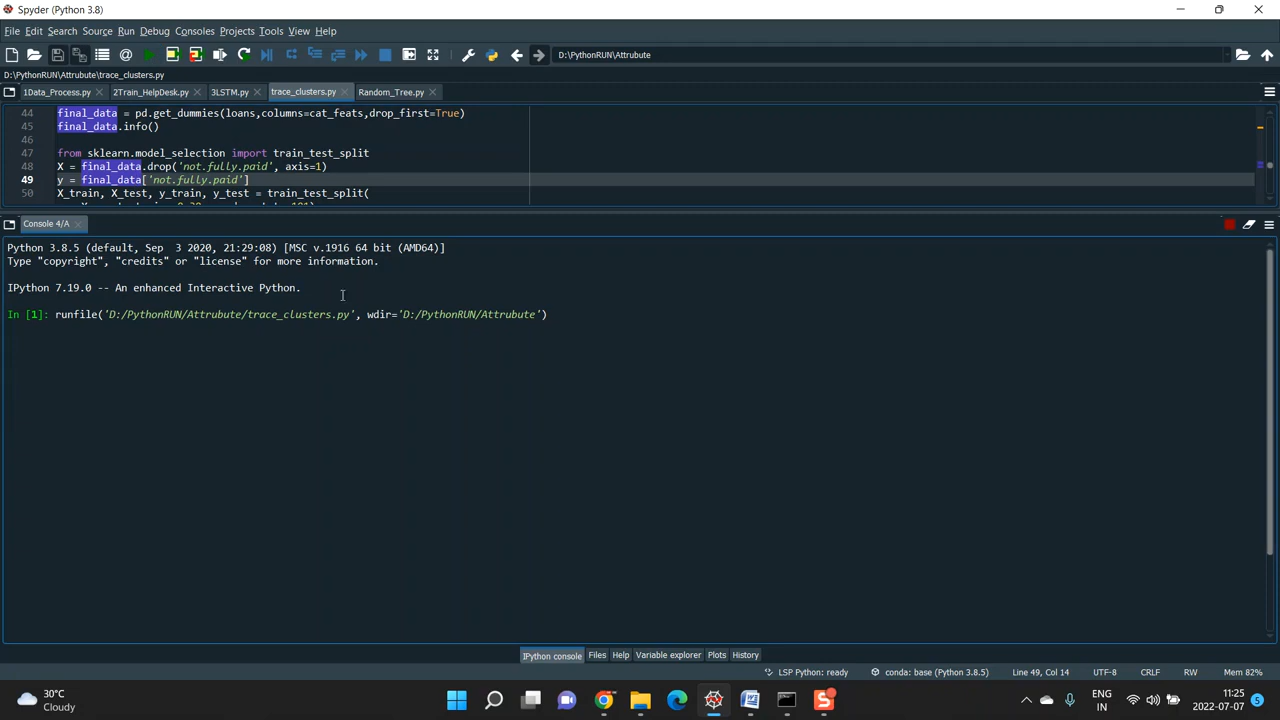 Spyder (Python 3.8)
File Edit Search Source Run Debug Consoles Projects Tools View Help
D:\PythonRUN\Attrubute
D:\PythonRUN\Attrubute\trace_clusters.py
1Data_Process.py 2Train_HelpDesk.py 3LSTM.py trace_clusters.py Random_Tree.py
44 final_data = pd.get_dummies(loans,columns=cat_feats,drop_first=True)
45 final_data.info()
46
47 from sklearn.model_selection import train_test_split
48 X = final_data.drop('not.fully.paid', axis=1)
49 y = final_data['not.fully.paid']
50 X_train, X_test, y_train, y_test = train_test_split(
Console 4/A
Python 3.8.5 (default, Sep 3 2020, 21:29:08) [MSC v.1916 64 bit (AMD64)]
Type "copyright", "credits" or "license" for more information.
IPython 7.19.0 -- An enhanced Interactive Python.
In [1]: runfile('D:/PythonRUN/Attrubute/trace_clusters.py', wdir='D:/PythonRUN/Attrubute')
IPython console Files Help Variable explorer Plots History
LSP Python: ready conda: base (Python 3.8.5) Line 49, Col 14 UTF-8 CRLF RW Mem 82%
30°C
Cloudy
ENG
IN
11:25
2022-07-07
5